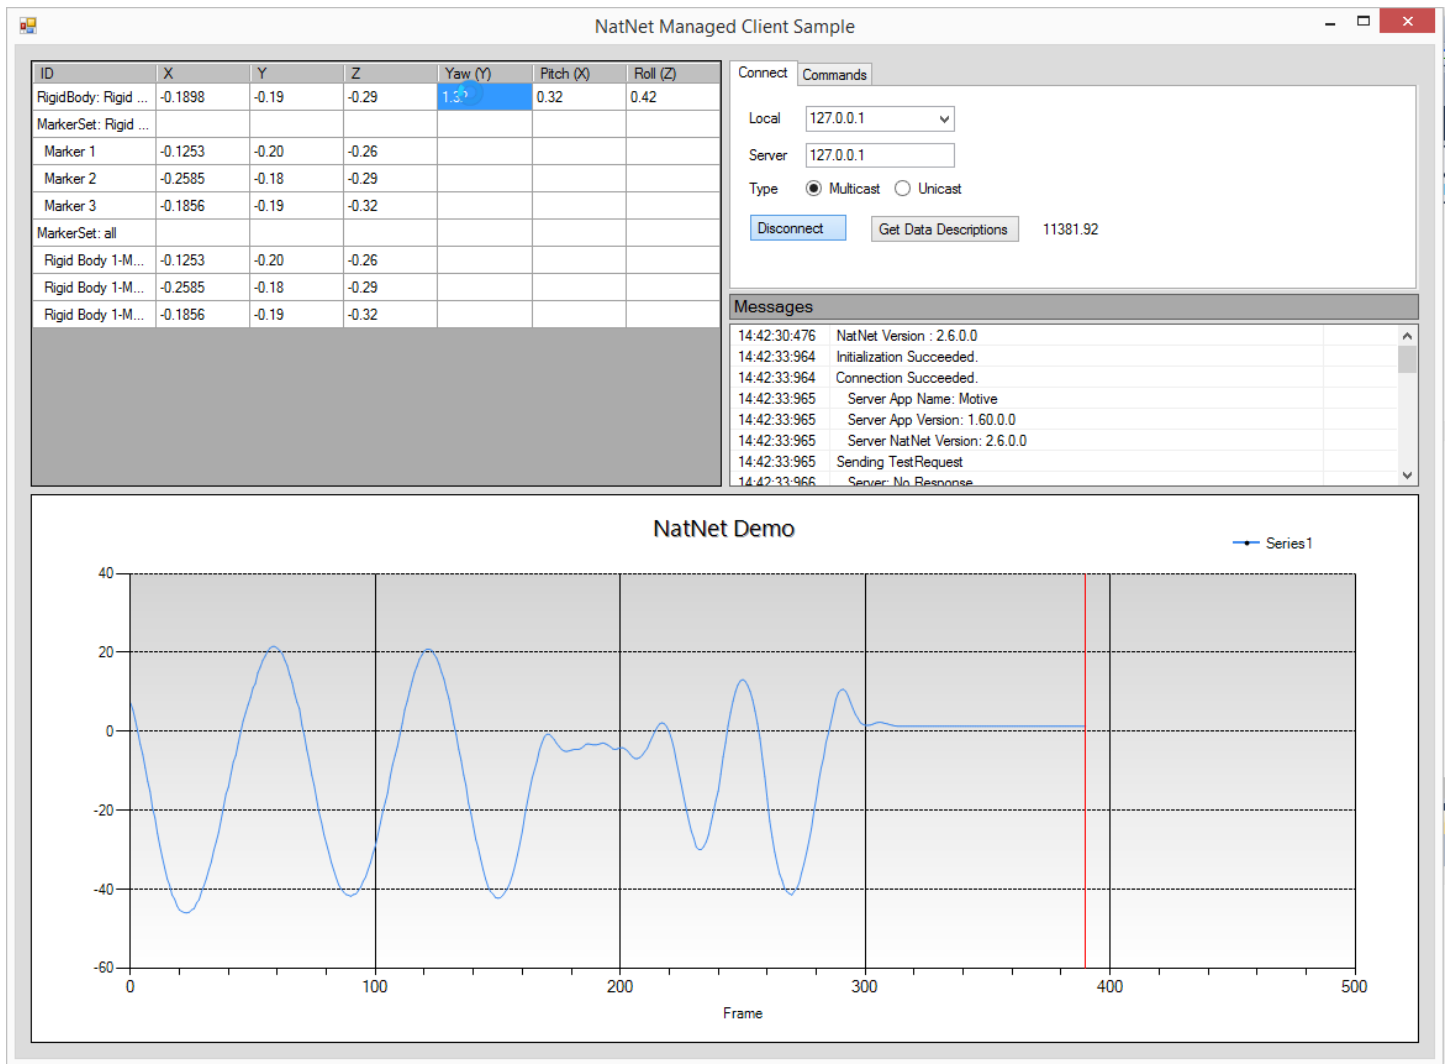 NatNet Managed Client Sample
ID X Y Z Yaw (Y) Pitch (X) Roll (Z)
RigidBody: Rigid ... -0.1898 -0.19 -0.29 0.32 0.42
MarkerSet: Rigid ...
Marker 1 -0.1253 -0.20 -0.26
Marker 2 -0.2585 -0.18 -0.29
Marker 3 -0.1856 -0.19 -0.32
MarkerSet: all
Rigid Body 1-M... -0.1253 -0.20 -0.26
Rigid Body 1-M... -0.2585 -0.18 -0.29
Rigid Body 1-M... -0.1856 -0.19 -0.32
Connect Commands
Local 127.0.0.1
Server 127.0.0.1
Type Multicast Unicast
Disconnect Get Data Descriptions 11381.92
Messages
14:42:30:476 NatNet Version : 2.6.0.0
14:42:33:964 Initialization Succeeded.
14:42:33:964 Connection Succeeded.
14:42:33:965 Server App Name: Motive
14:42:33:965 Server App Version: 1.60.0.0
14:42:33:965 Server NatNet Version: 2.6.0.0
14:42:33:965 Sending TestRequest
14:42:33:966 Server: No Response
NatNet Demo
Series1
40
20
0
-20
-40
-60
0 100 200 300 400 500
Frame